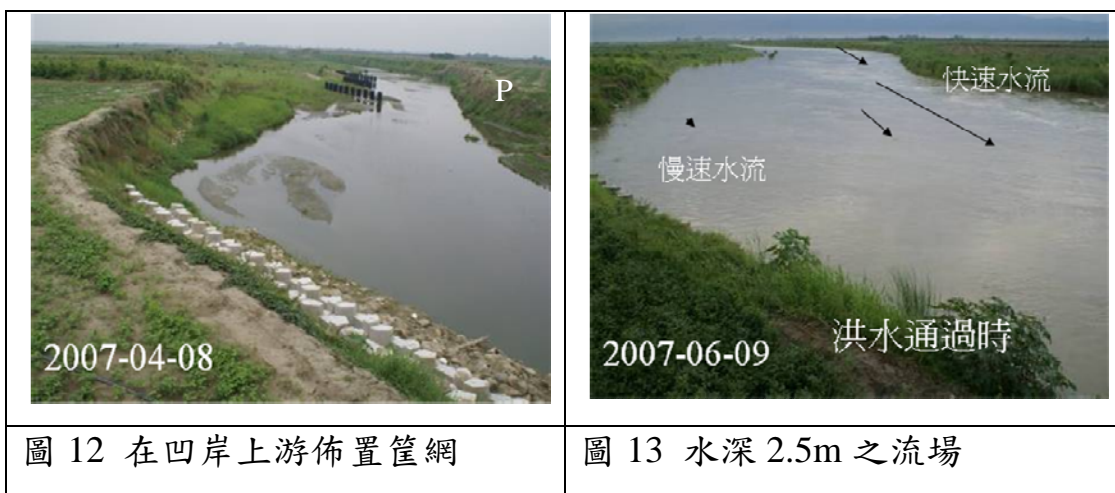 P
2007-04-08
快速水流
慢速水流
洪水通過時
2007-06-09
圖 12 在凹岸上游佈置筐網
圖 13 水深 2.5m 之流場